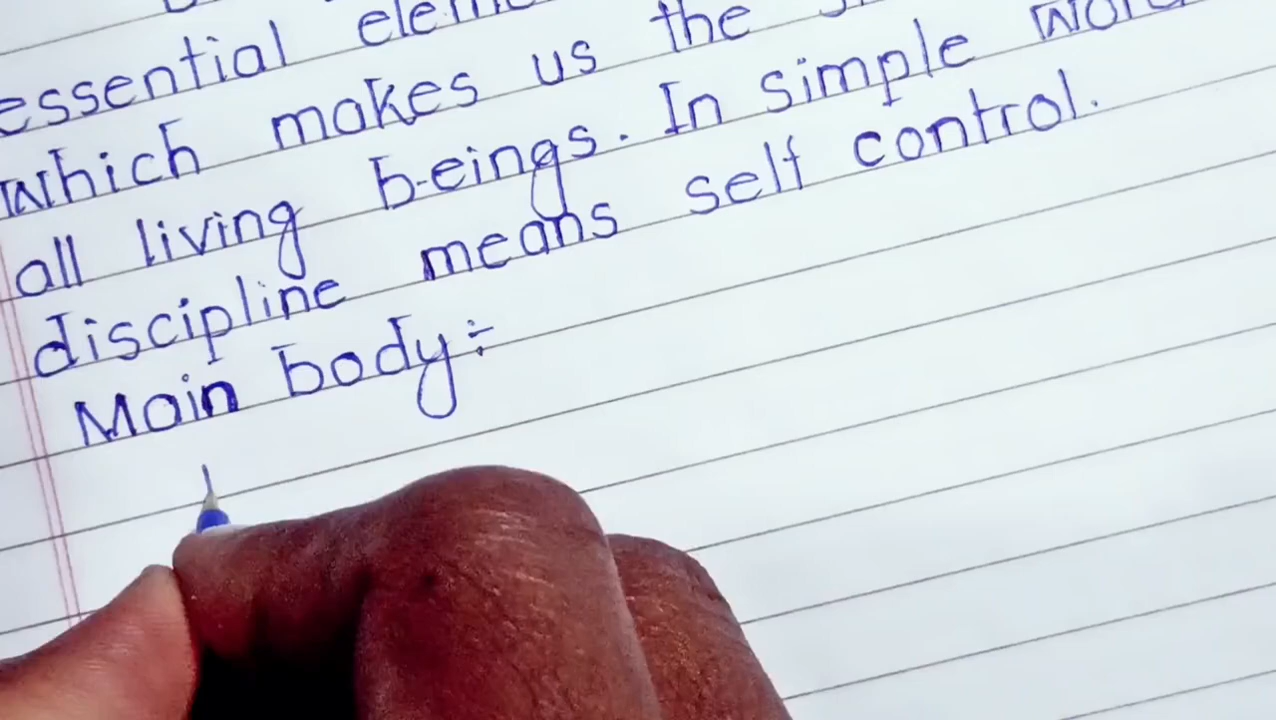 essential
which makes us the
all living beings. In simple
discipline means self control.
Main body÷